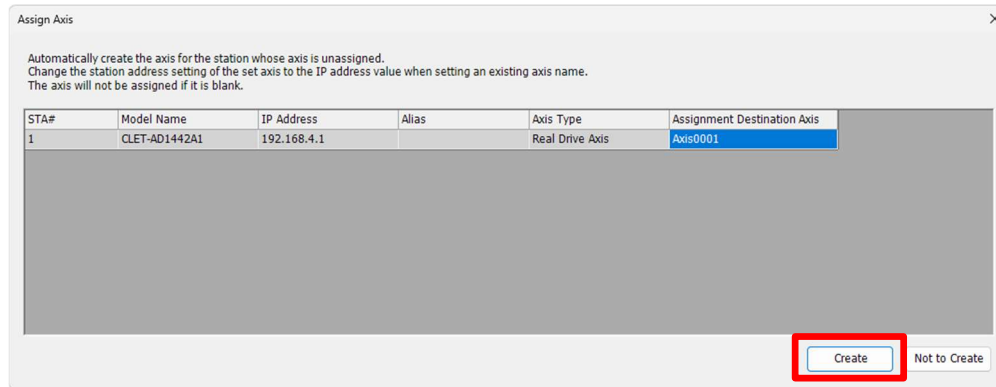 Assign Axis
Automatically create the axis for the station whose axis is unassigned.
Change the station address setting of the set axis to the IP address value when setting an existing axis name.
The axis will not be assigned if it is blank.
STA# Model Name IP Address Alias Axis Type Assignment Destination Axis
1 CLET-AD1442A1 192.168.4.1 Real Drive Axis Axis0001
Create Not to Create